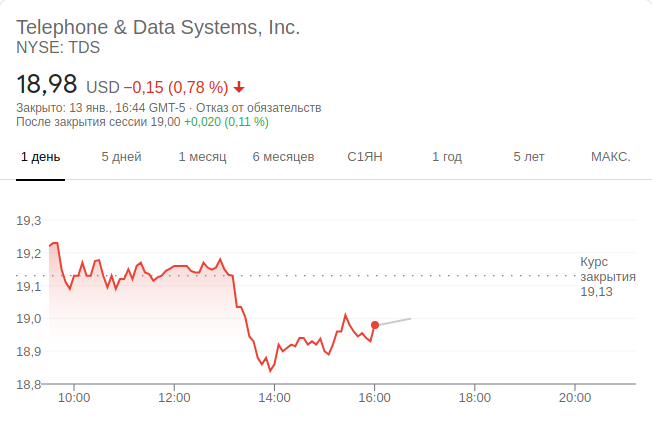 Telephone & Data Systems, Inc.
NYSE: TDS
18,98 USD −0,15 (0,78 %)
Закрыто: 13 янв., 16:44 GMT-5 · Отказ от обязательств
После закрытия сессии 19,00 +0,020 (0,11 %)
1 день 5 дней 1 месяц 6 месяцев С1ЯН 1 год 5 лет МАКС.
19,3
19,2
19,1
19,0
18,9
18,8
Курс
закрытия
19,13
10:00 12:00 14:00 16:00 18:00 20:00